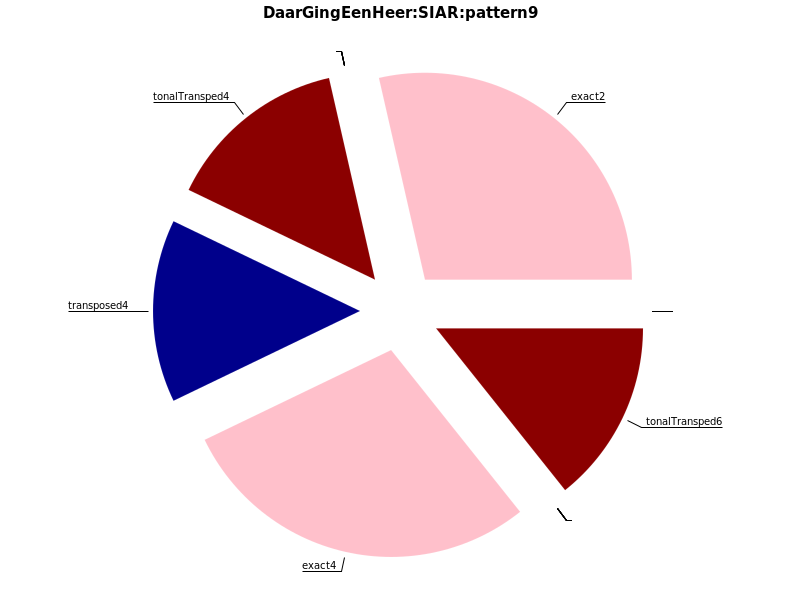 DaarGingEenHeer:SIAR:pattern9
tonalTransped4
exact2
transposed4
tonalTransped6
exact4